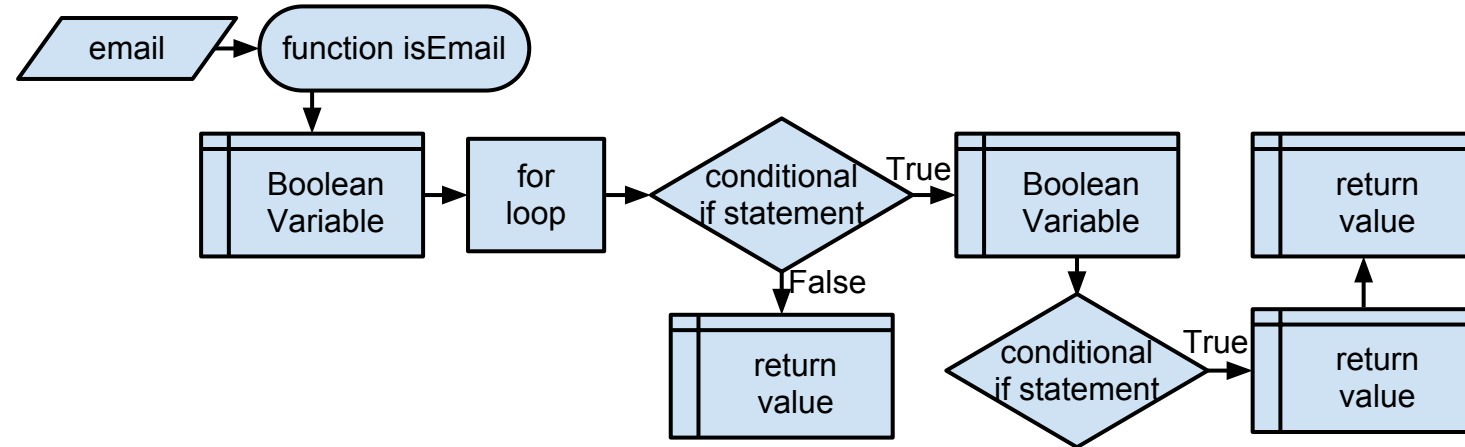 email
function isEmail
Boolean
Variable
for
loop
conditional
if statement
True
Boolean
Variable
return
value
False
return
value
conditional
if statement
True
return
value